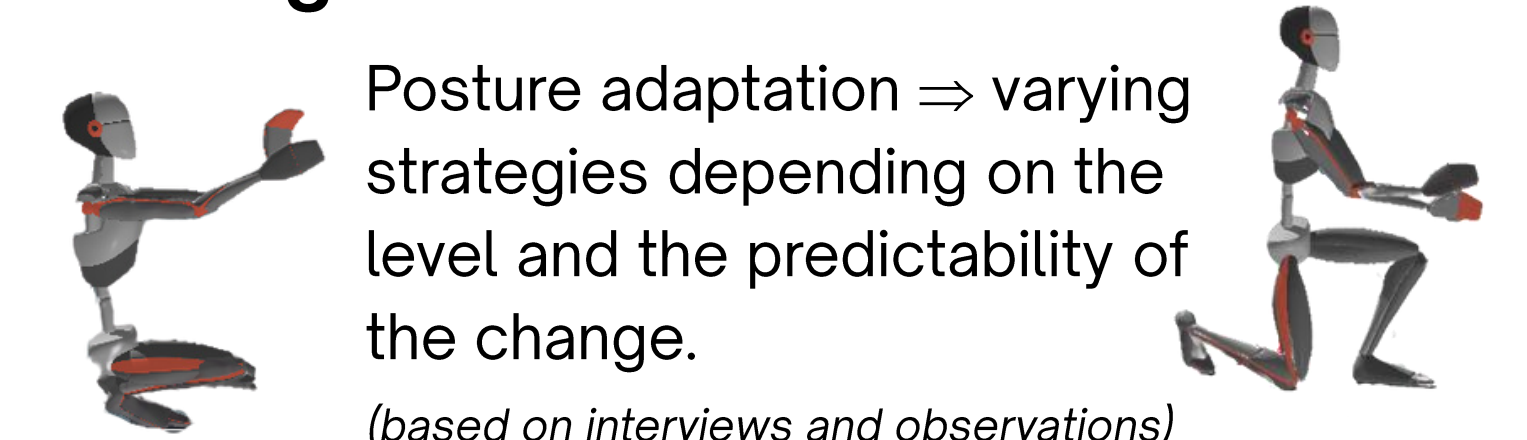 Posture adaptation ⇒ varying
strategies depending on the
level and the predictability of
the change.
(based on interviews and observations)